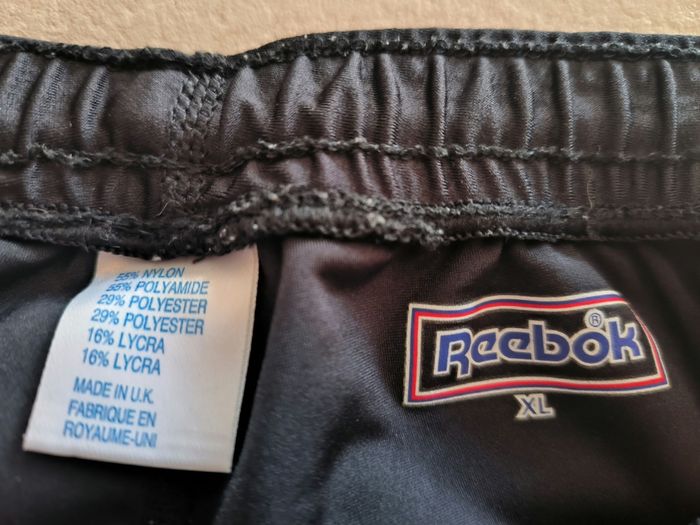 55% NYLON
55% POLYAMIDE
29% POLYESTER
29% POLYESTER
16% LYCRA
16% LYCRA
MADE IN U.K.
FABRIQUE EN
ROYAUME-UNI
Reebok®
XL